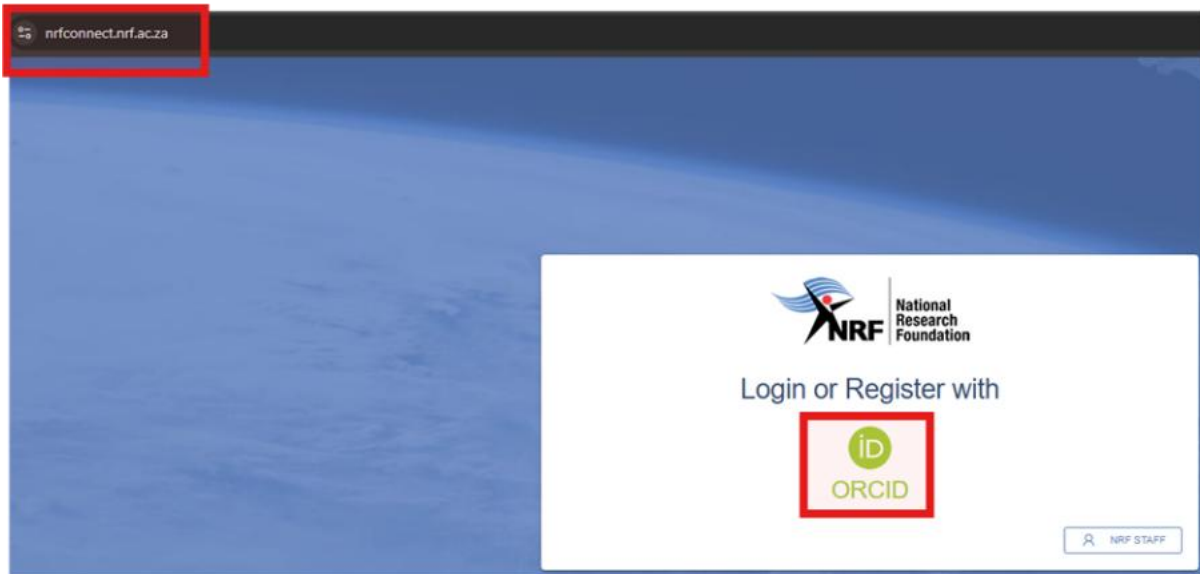 nrfconnect.nrf.ac.za
NRF
National
Research
Foundation
Login or Register with
iD
ORCID
NRF STAFF